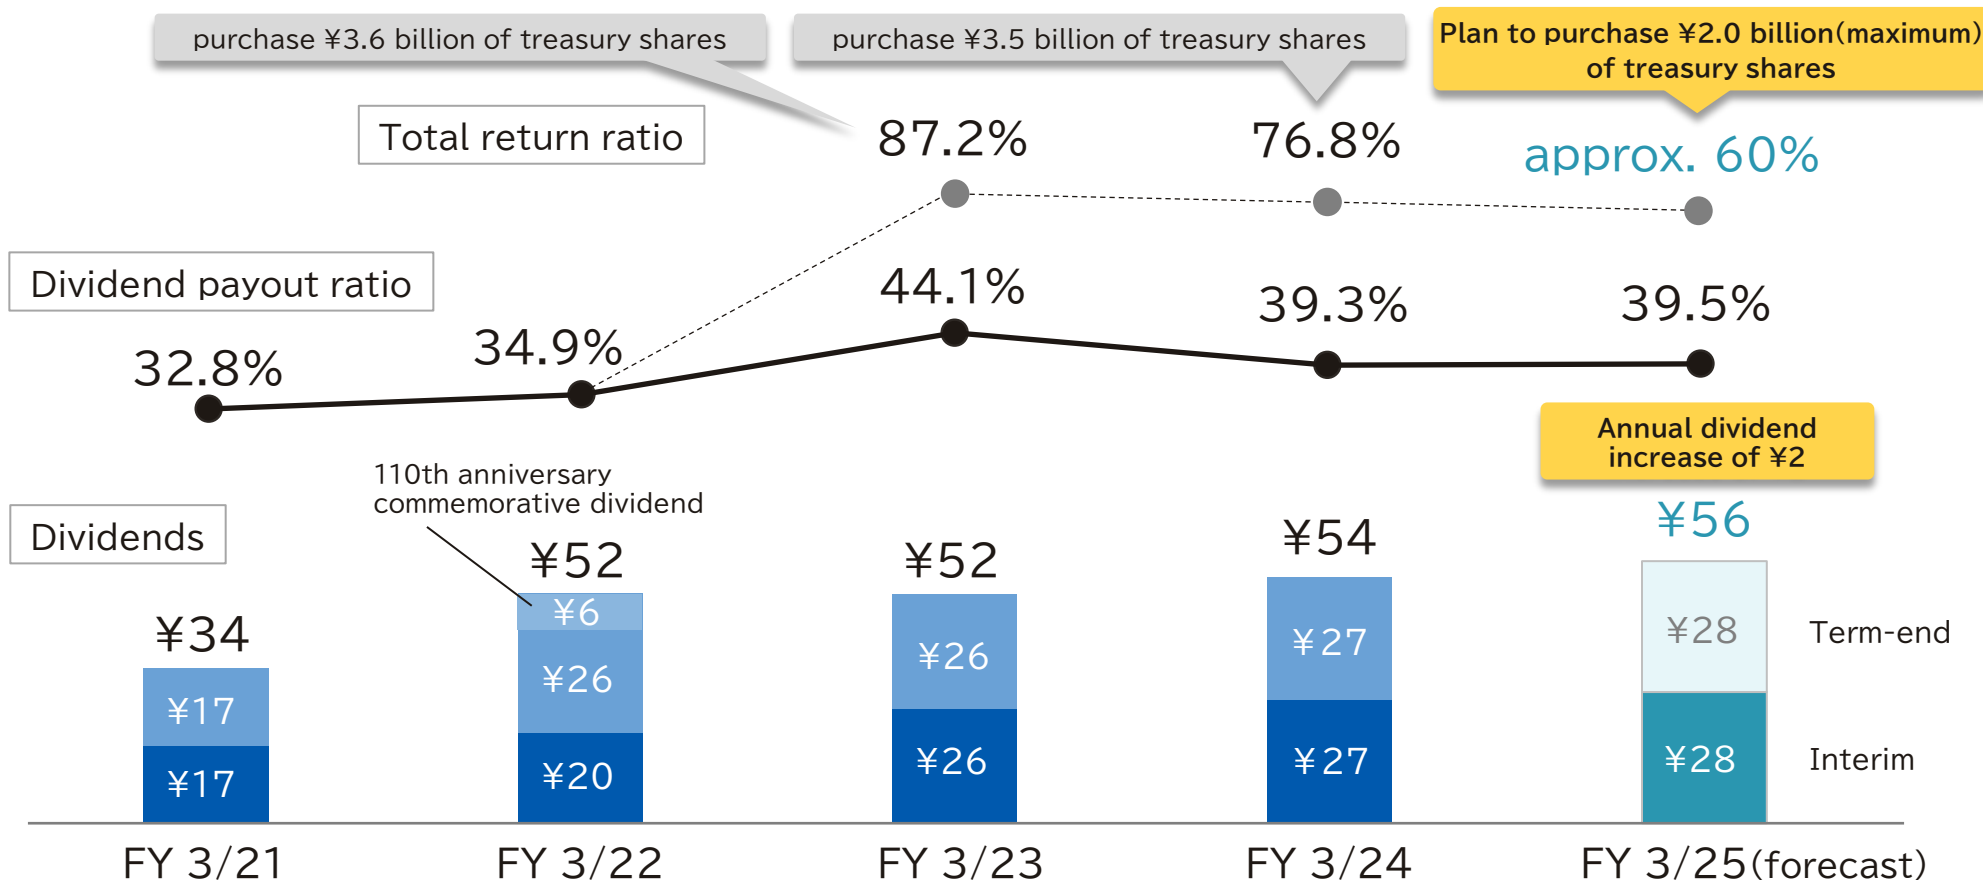 purchase ¥3.6 billion of treasury shares
purchase ¥3.5 billion of treasury shares
Plan to purchase ¥2.0 billion(maximum)
of treasury shares
Total return ratio
87.2%
76.8%
approx. 60%
Dividend payout ratio
32.8%
34.9%
44.1%
39.3%
39.5%
Annual dividend
increase of ¥2
110th anniversary
commemorative dividend
Dividends
¥34
¥52
¥52
¥54
¥56
¥17
¥17
¥6
¥26
¥20
¥26
¥26
¥27
¥27
¥28
¥28
Term-end
Interim
FY 3/21
FY 3/22
FY 3/23
FY 3/24
FY 3/25(forecast)